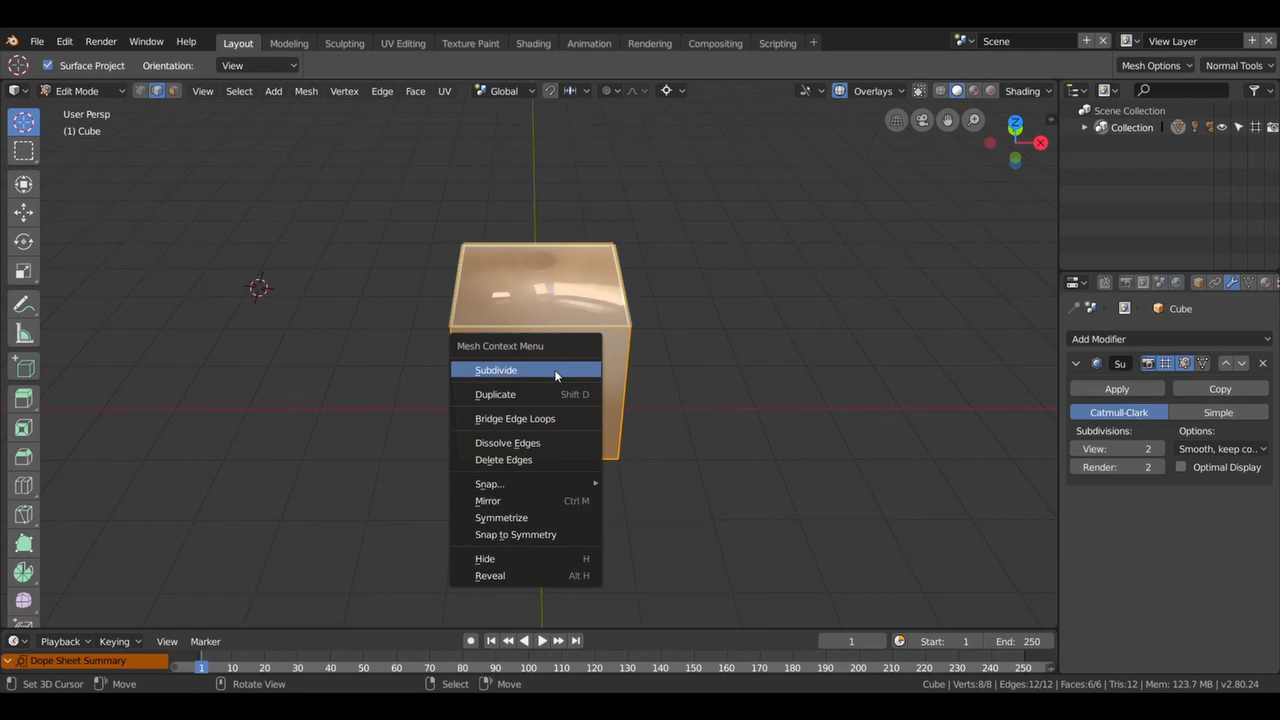 File Edit Render Window Help Layout Modeling Sculpting UV Editing Texture Paint Shading Animation Rendering Compositing Scripting + Scene View Layer
Surface Project Orientation: View Mesh Options Normal Tools
Edit Mode View Select Add Mesh Vertex Edge Face UV Global Overlays Shading
User Persp
(1) Cube
Z
X
Scene Collection
Collection
Cube
Add Modifier
Su
Apply Copy
Catmull-Clark Simple
Subdivisions: Options:
View: 2 Smooth, keep co..
Render: 2 Optimal Display
Mesh Context Menu
Subdivide
Duplicate Shift D
Bridge Edge Loops
Dissolve Edges
Delete Edges
Snap...
Mirror Ctrl M
Symmetrize
Snap to Symmetry
Hide H
Reveal Alt H
Playback Keying View Marker 1 Start: 1 End: 250
Dope Sheet Summary 1 10 20 30 40 50 60 70 80 90 100 110 120 130 140 150 160 170 180 190 200 210 220 230 240 250
Set 3D Cursor Move Rotate View Select Move Cube | Verts:8/8 | Edges:12/12 | Faces:6/6 | Tris:12 | Mem: 123.7 MB | v2.80.24